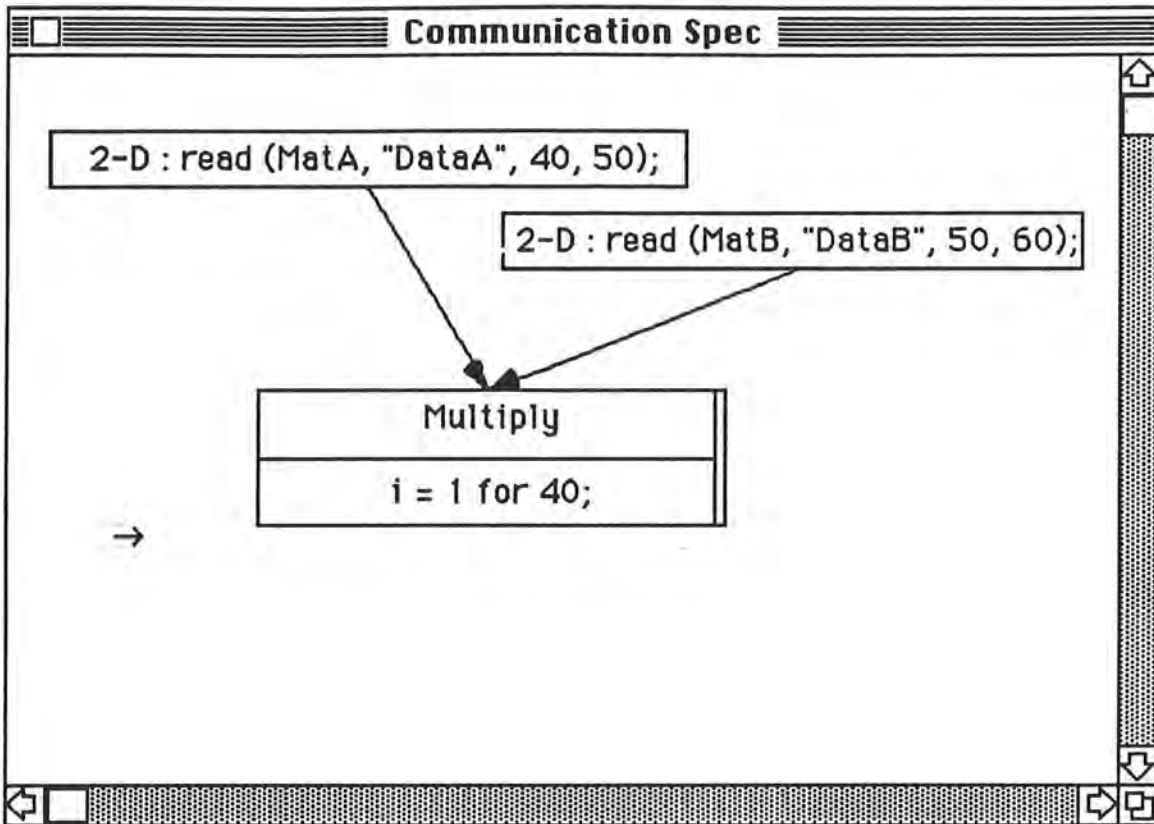 Communication Spec
2-D : read (MatA, "DataA", 40, 50);
2-D : read (MatB, "DataB", 50, 60);
Multiply
i = 1 for 40;